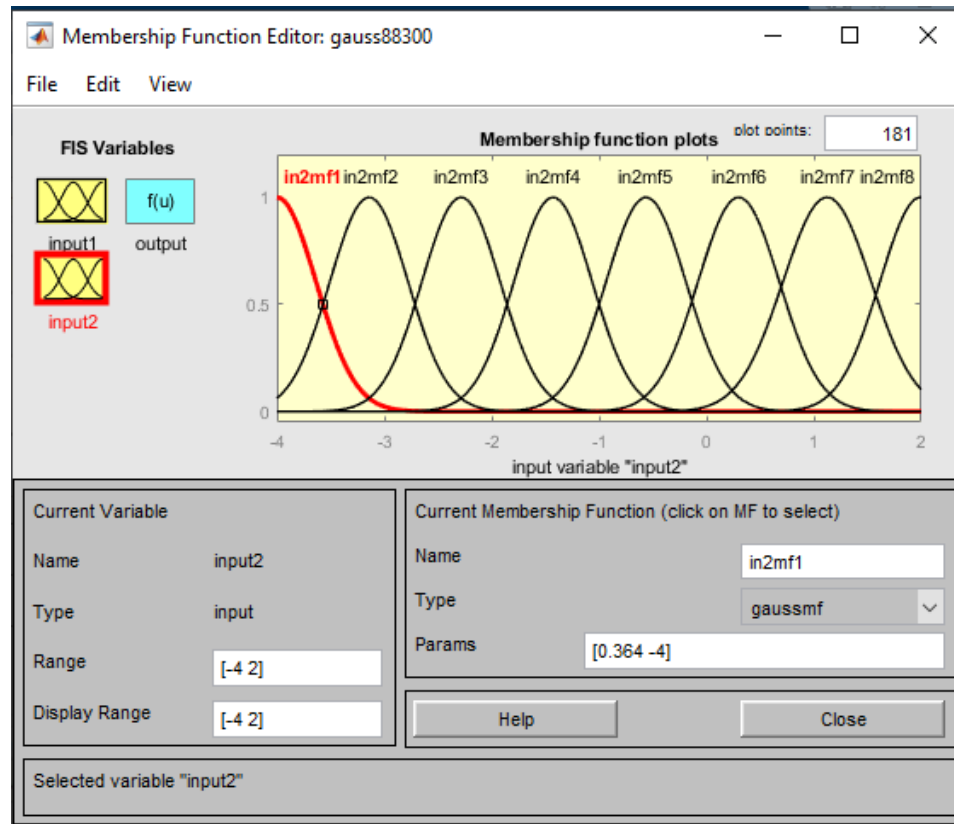 Membership Function Editor: gauss88300
File Edit View
FIS Variables
Membership function plots
plot points: 181
in2mf1 in2mf2 in2mf3 in2mf4 in2mf5 in2mf6 in2mf7 in2mf8
f(u)
input1 output
input2
1
0.5
0
-4 -3 -2 -1 0 1 2
input variable "input2"
Current Variable
Name input2
Type input
Range [-4 2]
Display Range [-4 2]
Current Membership Function (click on MF to select)
Name in2mf1
Type gaussmf
Params [0.364 -4]
Help Close
Selected variable "input2"